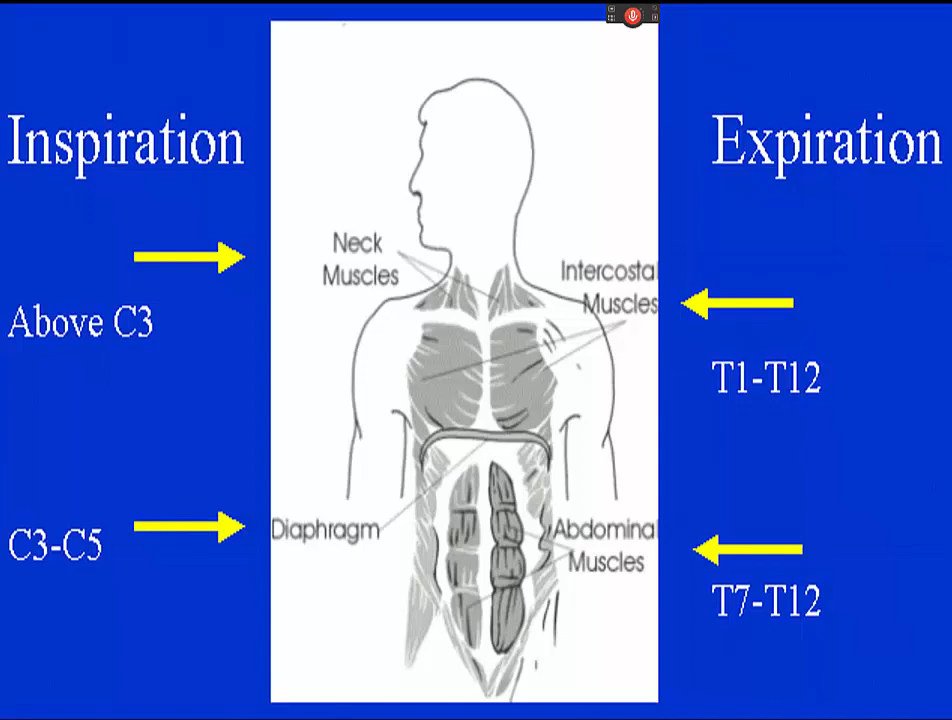 Inspiration
Expiration
Neck
Muscles
Intercostal
Muscles
Above C3
T1-T12
Diaphragm
Abdominal
Muscles
C3-C5
T7-T12